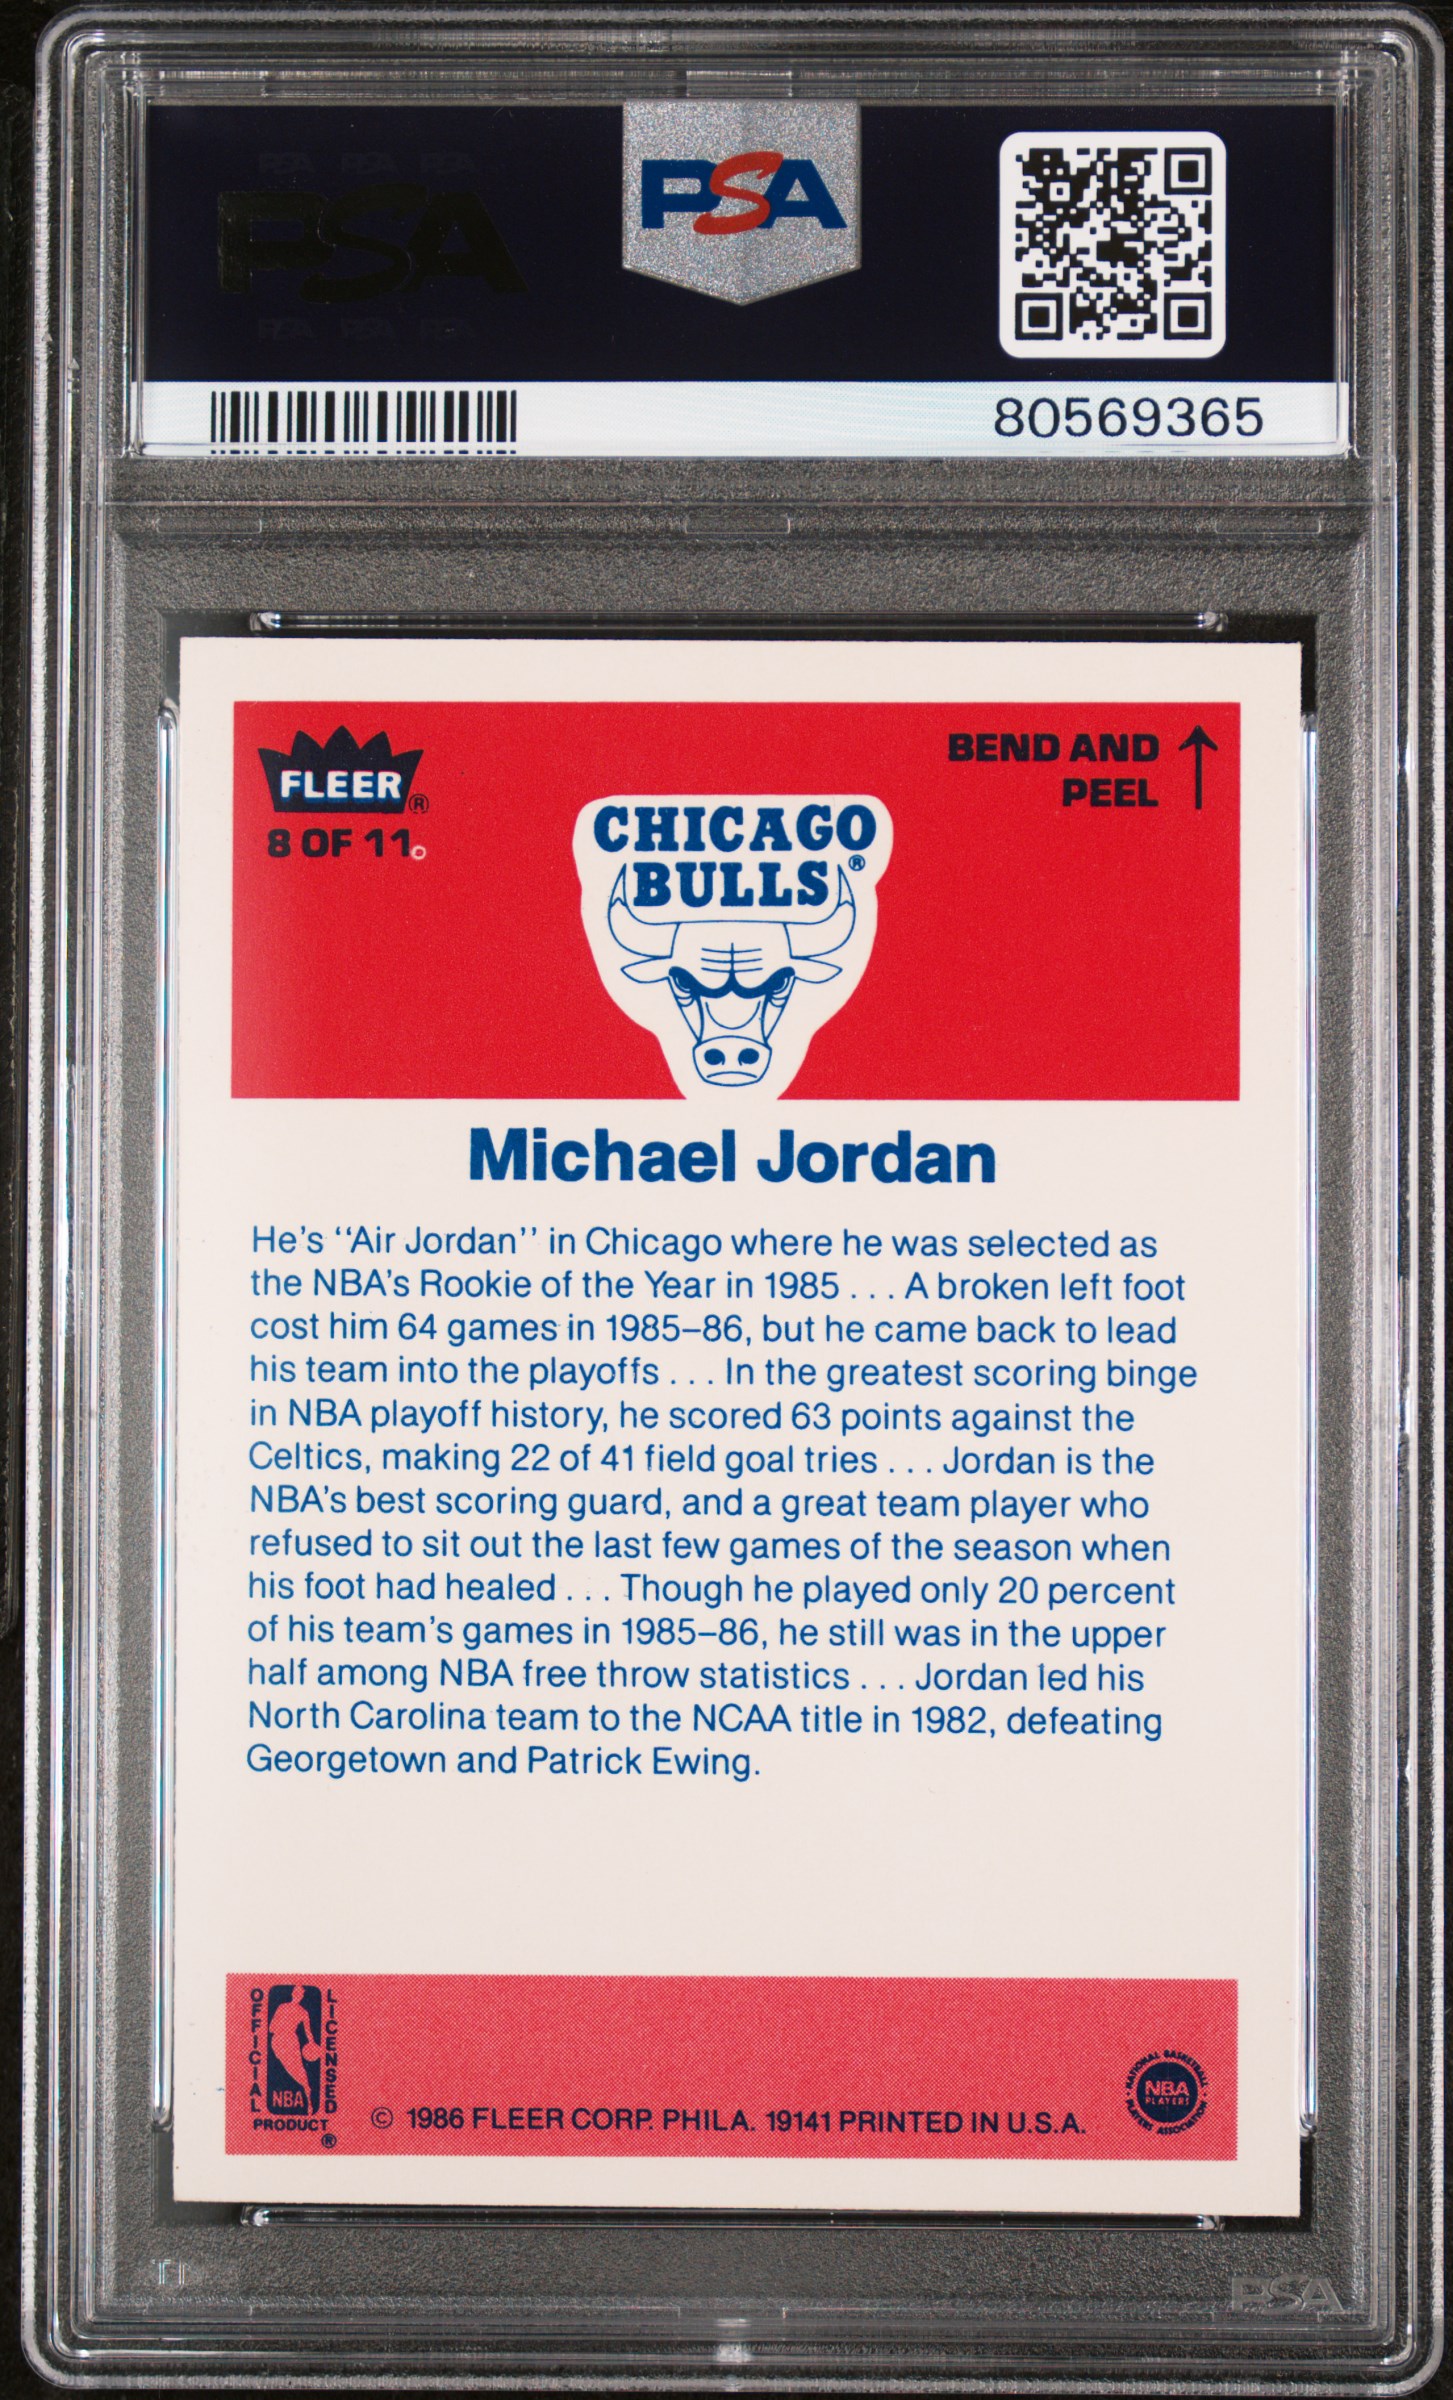 PSA
PSA
80569365
FLEER®
8 OF 11
BEND AND
PEEL
CHICAGO
BULLS®
Michael Jordan
He's "Air Jordan" in Chicago where he was selected as
the NBA's Rookie of the Year in 1985 . . . A broken left foot
cost him 64 games in 1985–86, but he came back to lead
his team into the playoffs . . . In the greatest scoring binge
in NBA playoff history, he scored 63 points against the
Celtics, making 22 of 41 field goal tries . . . Jordan is the
NBA's best scoring guard, and a great team player who
refused to sit out the last few games of the season when
his foot had healed . . . Though he played only 20 percent
of his team's games in 1985–86, he still was in the upper
half among NBA free throw statistics . . . Jordan led his
North Carolina team to the NCAA title in 1982, defeating
Georgetown and Patrick Ewing.
OFFICIAL
LICENSED
NBA
PRODUCT®
© 1986 FLEER CORP. PHILA. 19141 PRINTED IN U.S.A.
NATIONAL BASKETBALL
NBA
PLAYERS
PLAYERS ASSOCIATION
PSA